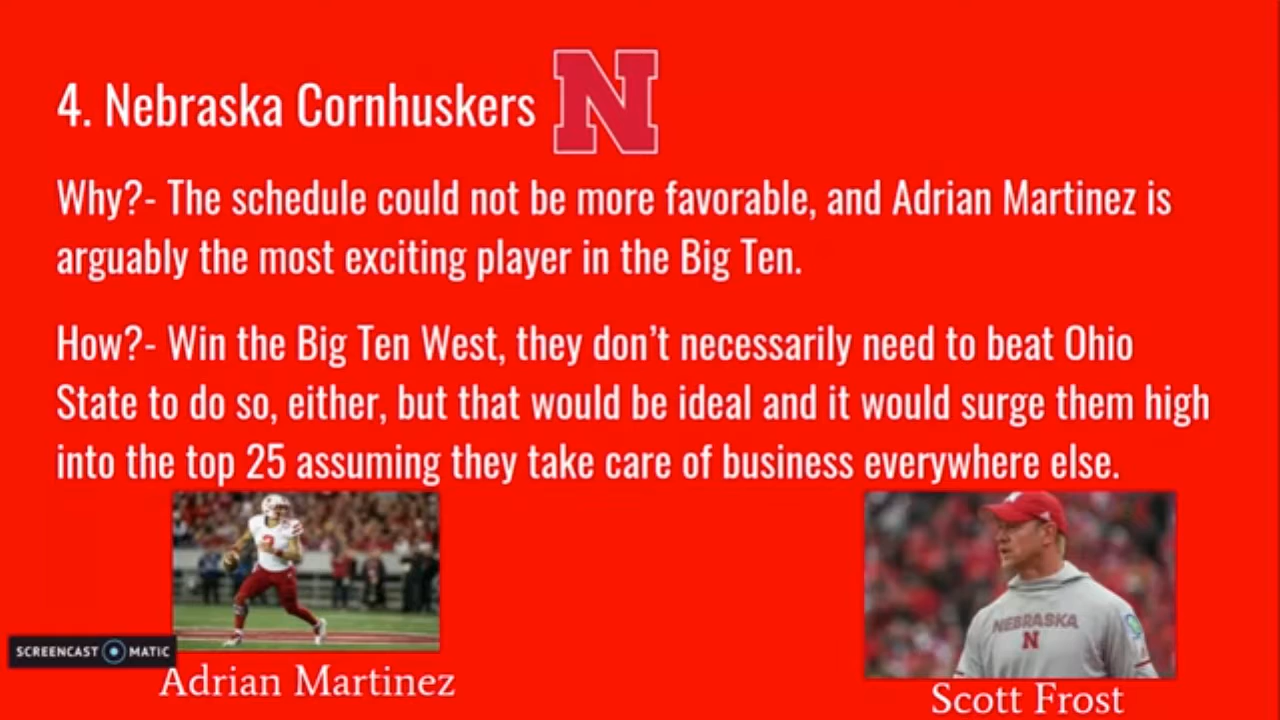 4. Nebraska Cornhuskers N
Why?- The schedule could not be more favorable, and Adrian Martinez is
arguably the most exciting player in the Big Ten.
How?- Win the Big Ten West, they don't necessarily need to beat Ohio
State to do so, either, but that would be ideal and it would surge them high
into the top 25 assuming they take care of business everywhere else.
2
NEBRASKA
N
SCREENCAST MATIC
Adrian Martinez
Scott Frost